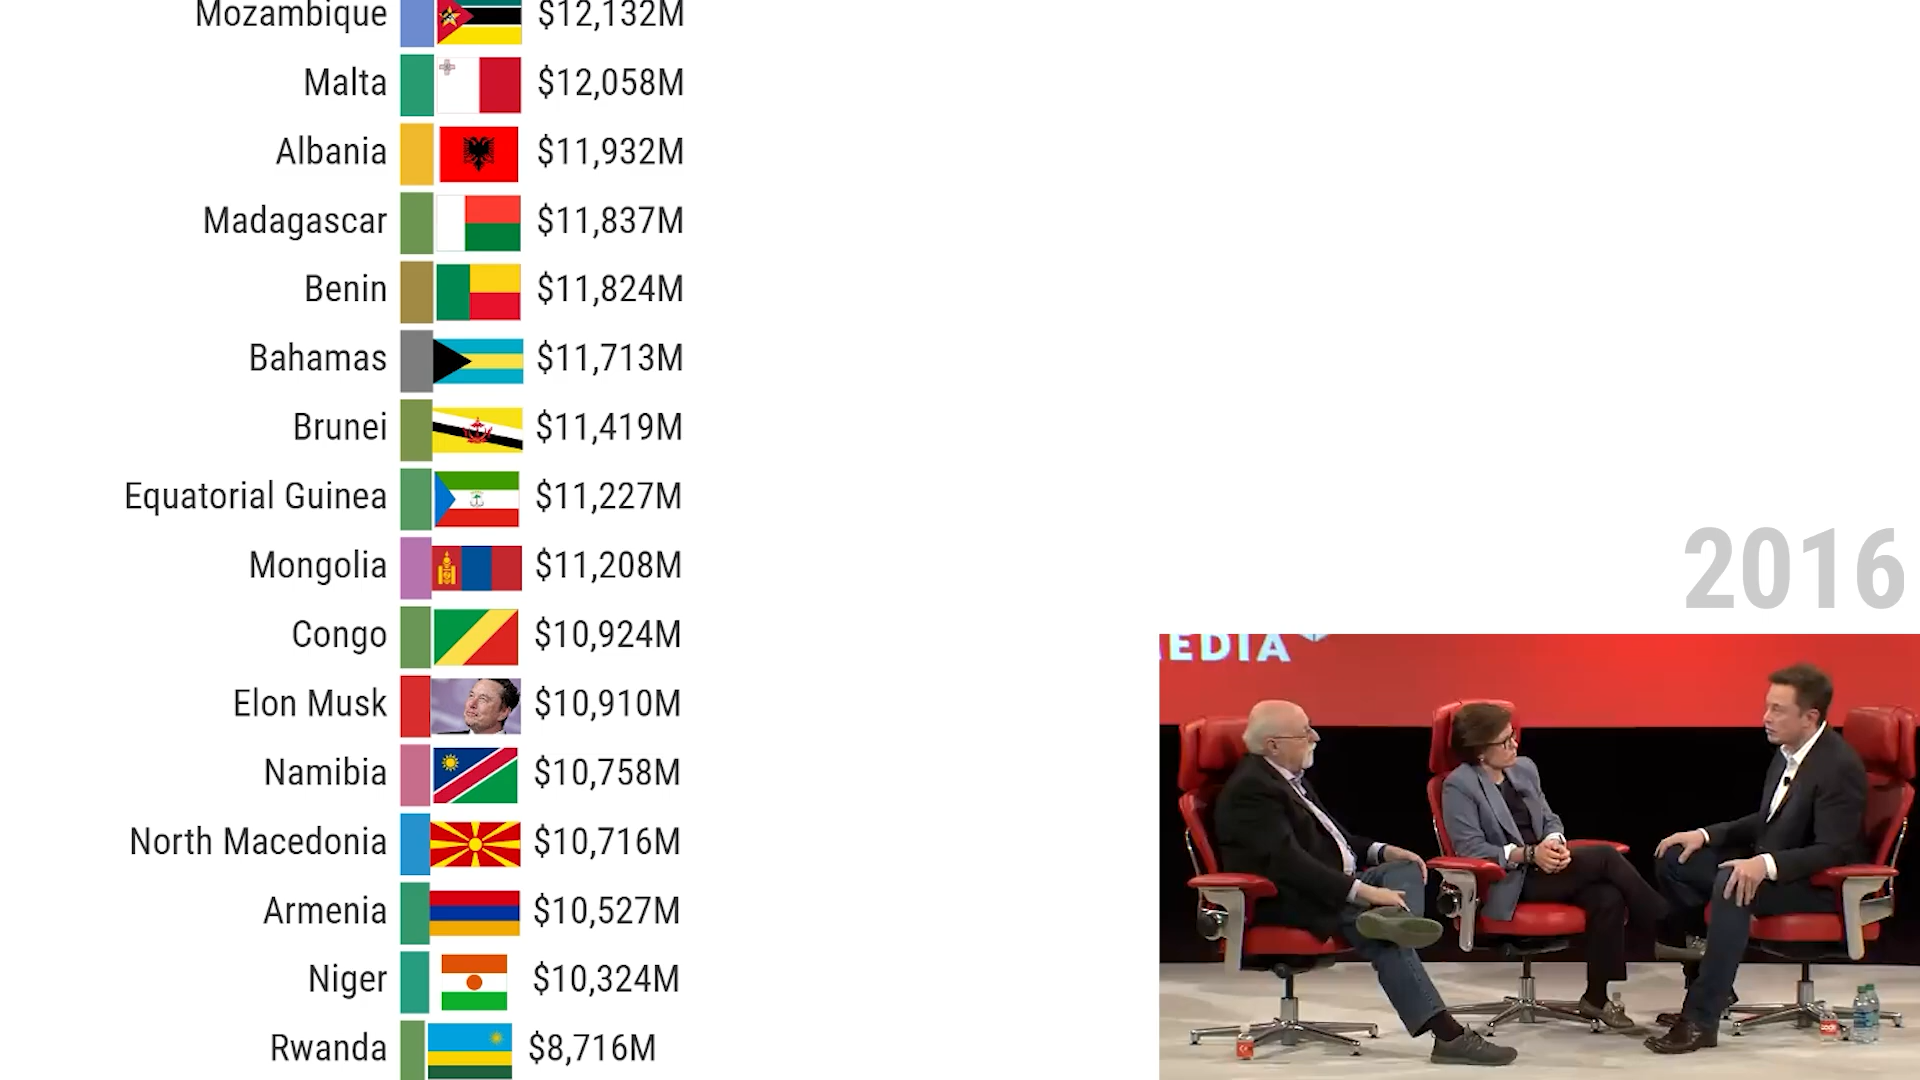 Mozambique $12,132M
Malta $12,058M
Albania $11,932M
Madagascar $11,837M
Benin $11,824M
Bahamas $11,713M
Brunei $11,419M
Equatorial Guinea $11,227M
Mongolia $11,208M
2016
Congo $10,924M
EDIA
Elon Musk $10,910M
Namibia $10,758M
North Macedonia $10,716M
Armenia $10,527M
Niger $10,324M
Rwanda $8,716M